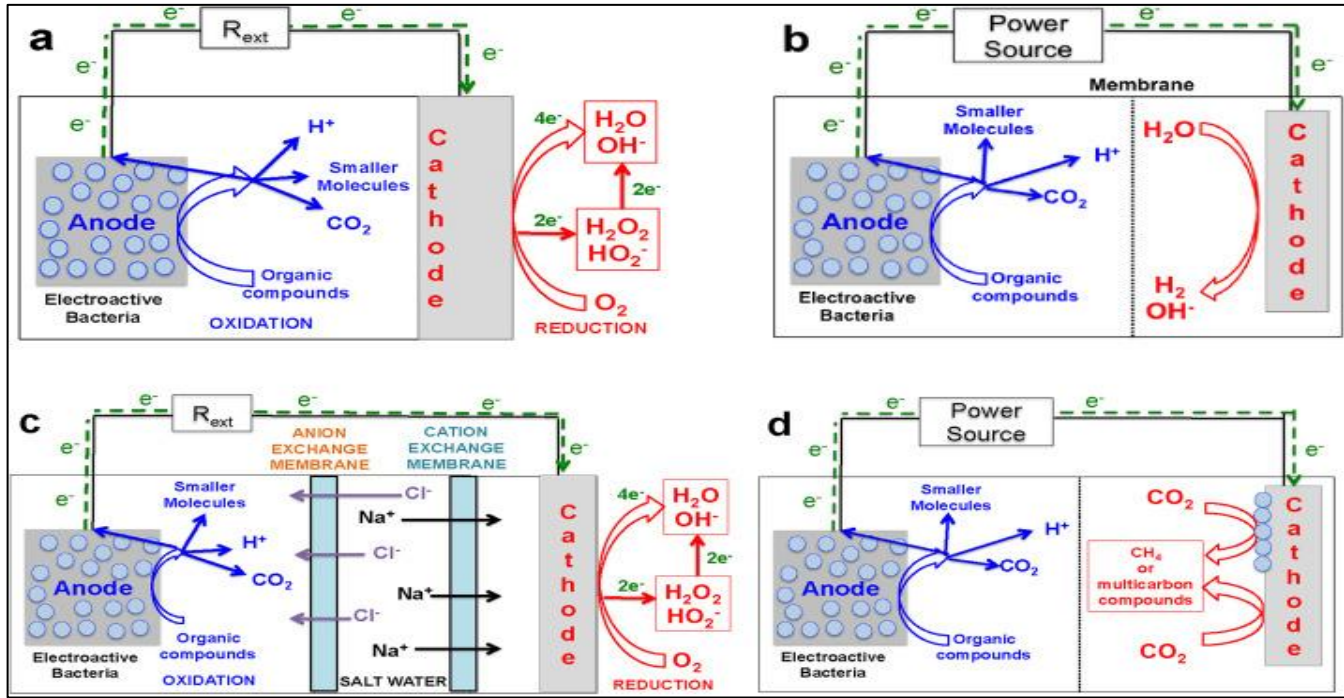 a
R_ext
e⁻
e⁻
e⁻
e⁻
e⁻
H⁺
Smaller
Molecules
CO₂
Anode
Organic
compounds
Electroactive
Bacteria
OXIDATION
Cathode
4e⁻
H₂O
OH⁻
2e⁻
2e⁻
H₂O₂
HO₂⁻
O₂
REDUCTION
b
Power
Source
e⁻
e⁻
e⁻
e⁻
Membrane
Smaller
Molecules
H⁺
CO₂
Anode
Organic
compounds
Electroactive
Bacteria
H₂O
H₂
OH⁻
Cathode
c
R_ext
e⁻
e⁻
e⁻
e⁻
e⁻
e⁻
ANION
EXCHANGE
MEMBRANE
CATION
EXCHANGE
MEMBRANE
Smaller
Molecules
H⁺
CO₂
Anode
Organic
compounds
Electroactive
Bacteria
OXIDATION
Cl⁻
Na⁺
Cl⁻
Na⁺
Cl⁻
Na⁺
SALT WATER
Cathode
4e⁻
H₂O
OH⁻
2e⁻
2e⁻
H₂O₂
HO₂⁻
O₂
REDUCTION
d
Power
Source
e⁻
e⁻
e⁻
e⁻
e⁻
Smaller
Molecules
H⁺
CO₂
Anode
Organic
compounds
Electroactive
Bacteria
CO₂
CH₄
or
multicarbon
compounds
CO₂
Cathode